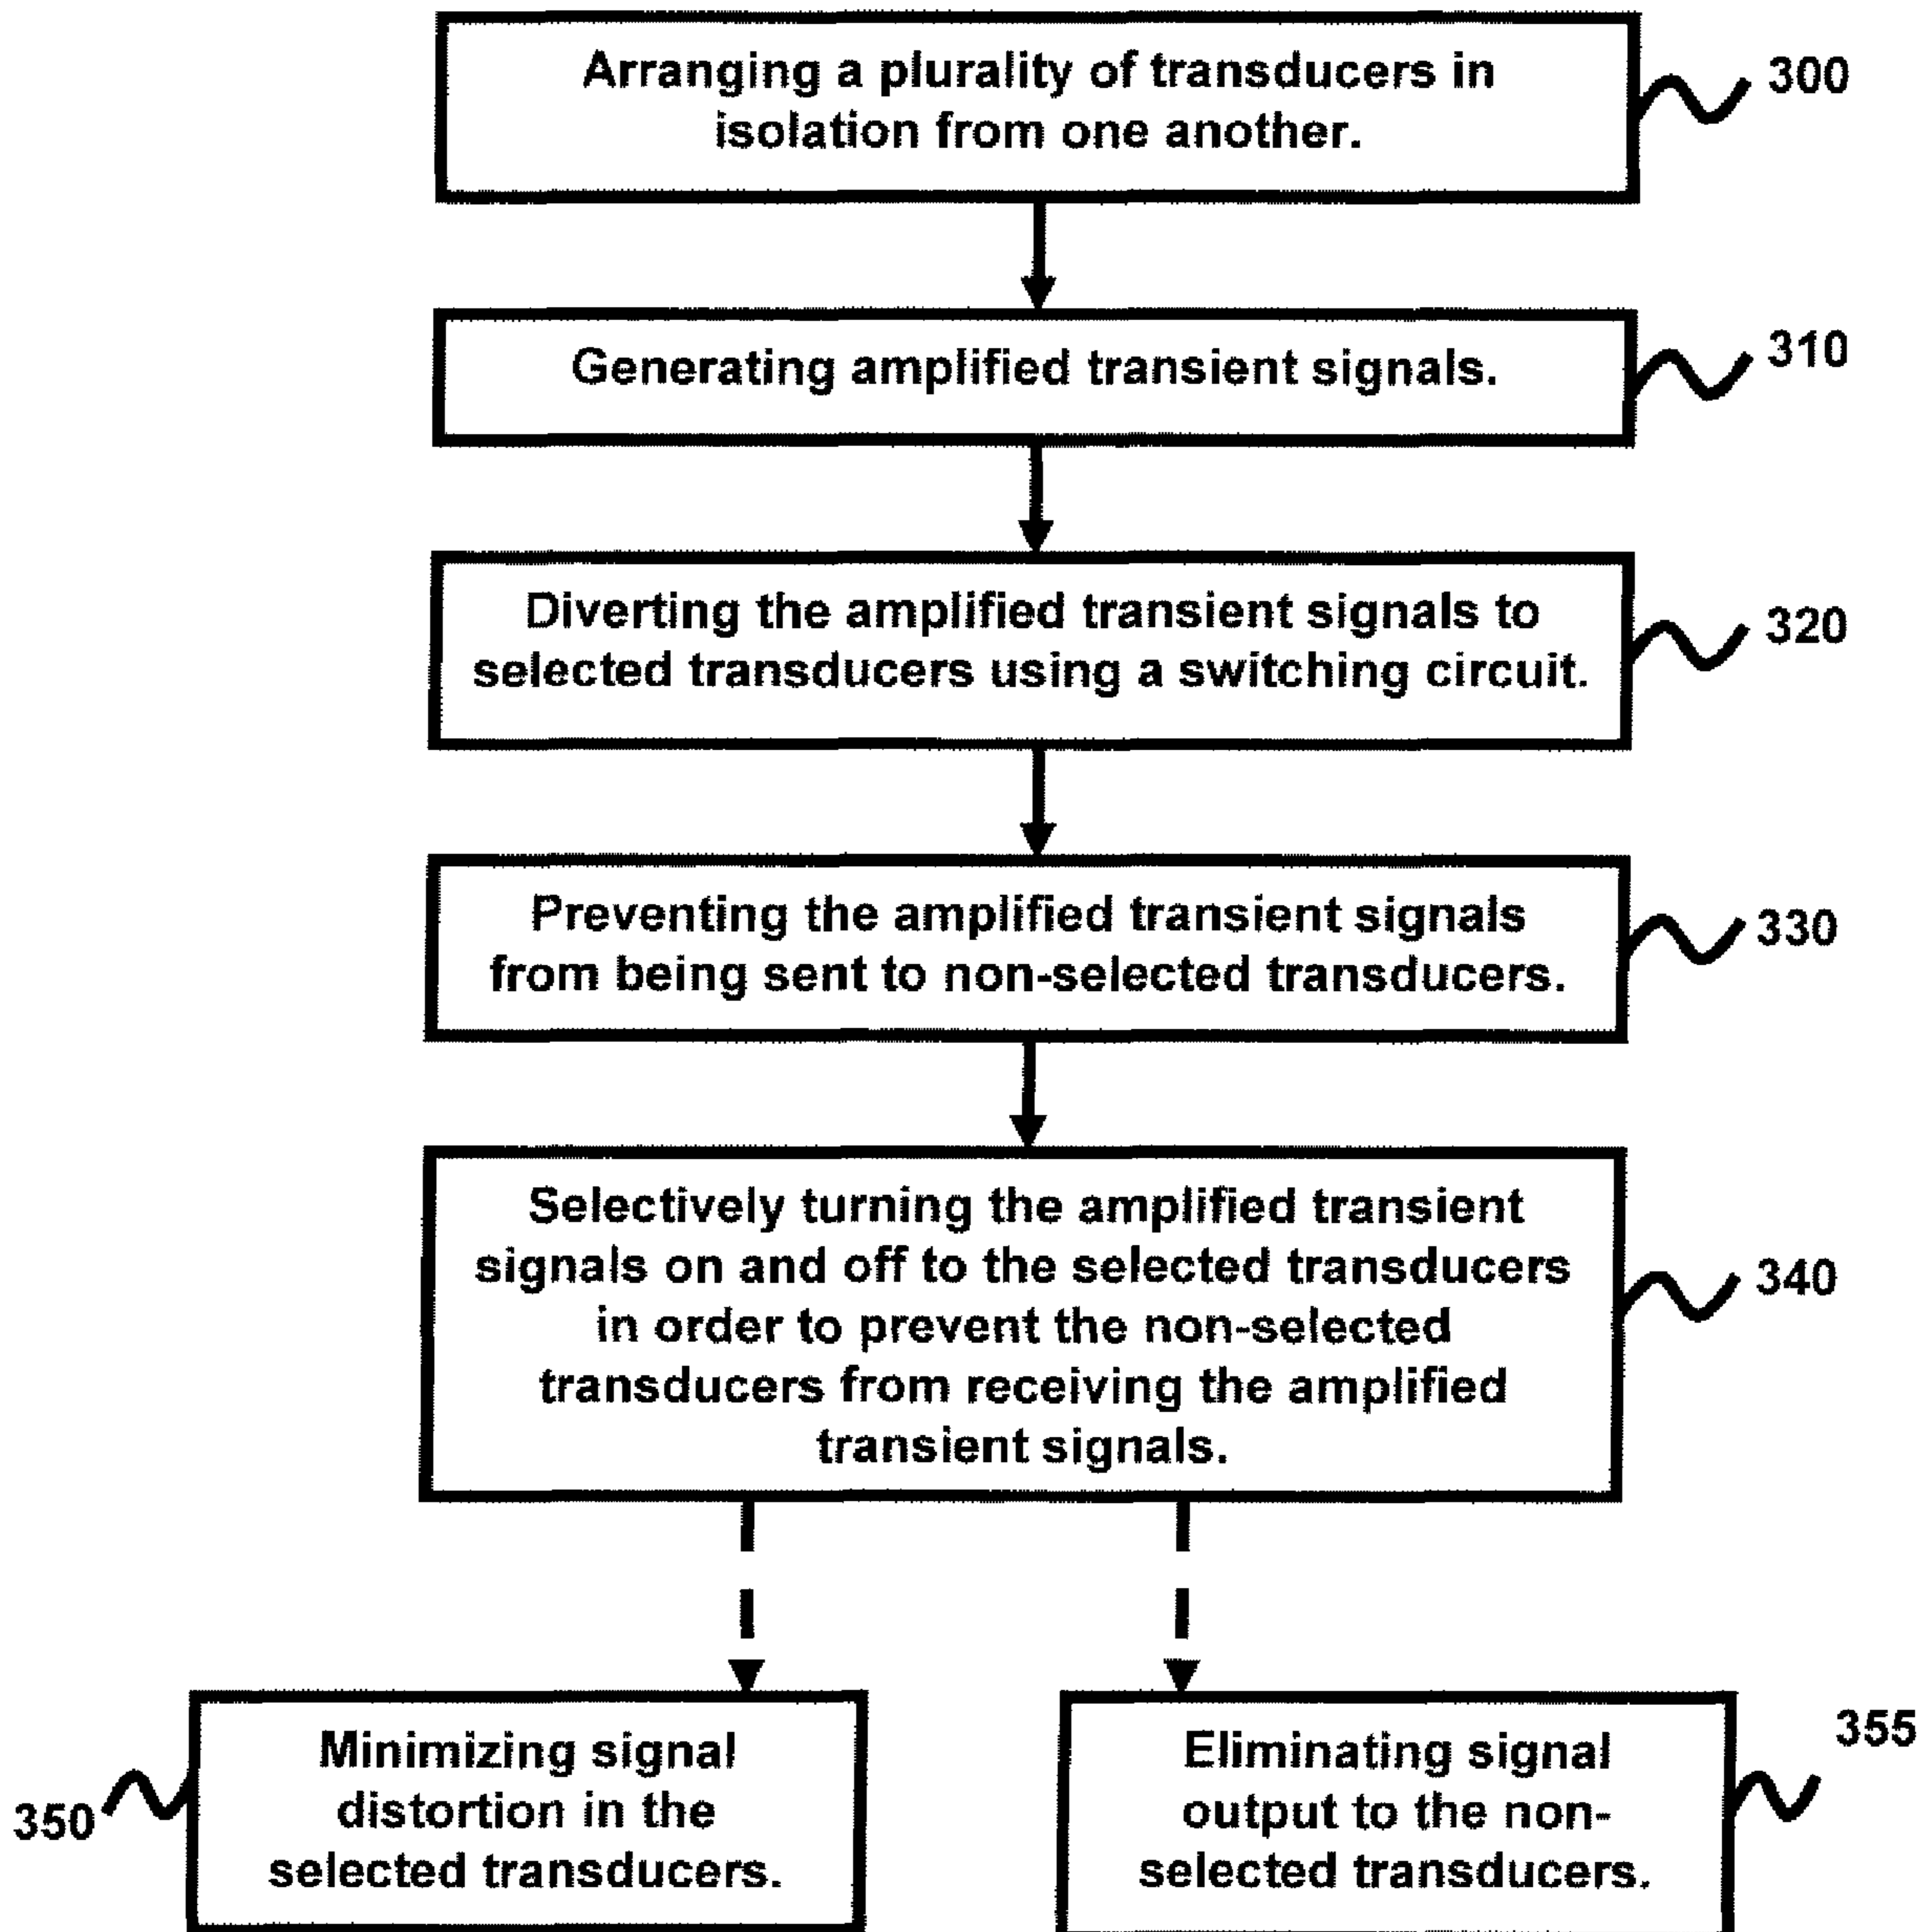 Arranging a plurality of transducers in
isolation from one another.
300
Generating amplified transient signals.
310
Diverting the amplified transient signals to
selected transducers using a switching circuit.
320
Preventing the amplified transient signals
from being sent to non-selected transducers.
330
Selectively turning the amplified transient
signals on and off to the selected transducers
in order to prevent the non-selected
transducers from receiving the amplified
transient signals.
340
Minimizing signal
distortion in the
selected transducers.
350
Eliminating signal
output to the non-
selected transducers.
355